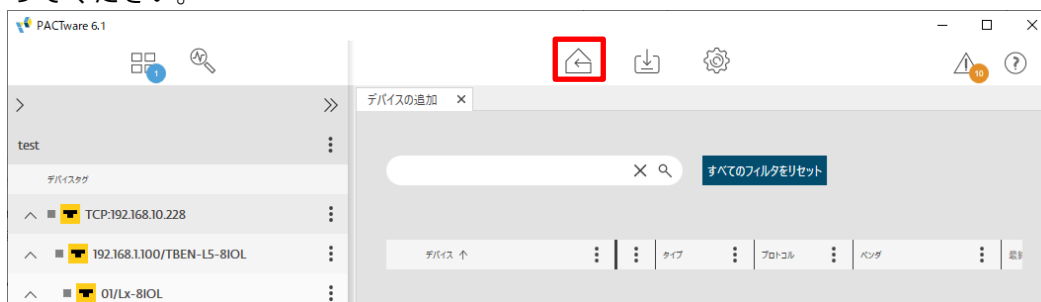 ってください。
PACTware 6.1
1
10
?
デバイスの追加
test
すべてのフィルタをリセット
デバイスタグ
TCP:192.168.10.228
192.168.1.100/TBEN-L5-8IOL
デバイス ↑ タイプ プロトコル ベンダ
01/Lx-8IOL